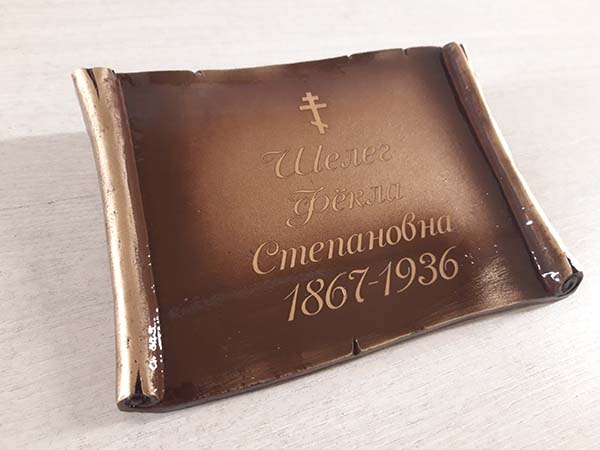 Шелег
Фёкла
Степановна
1867-1936